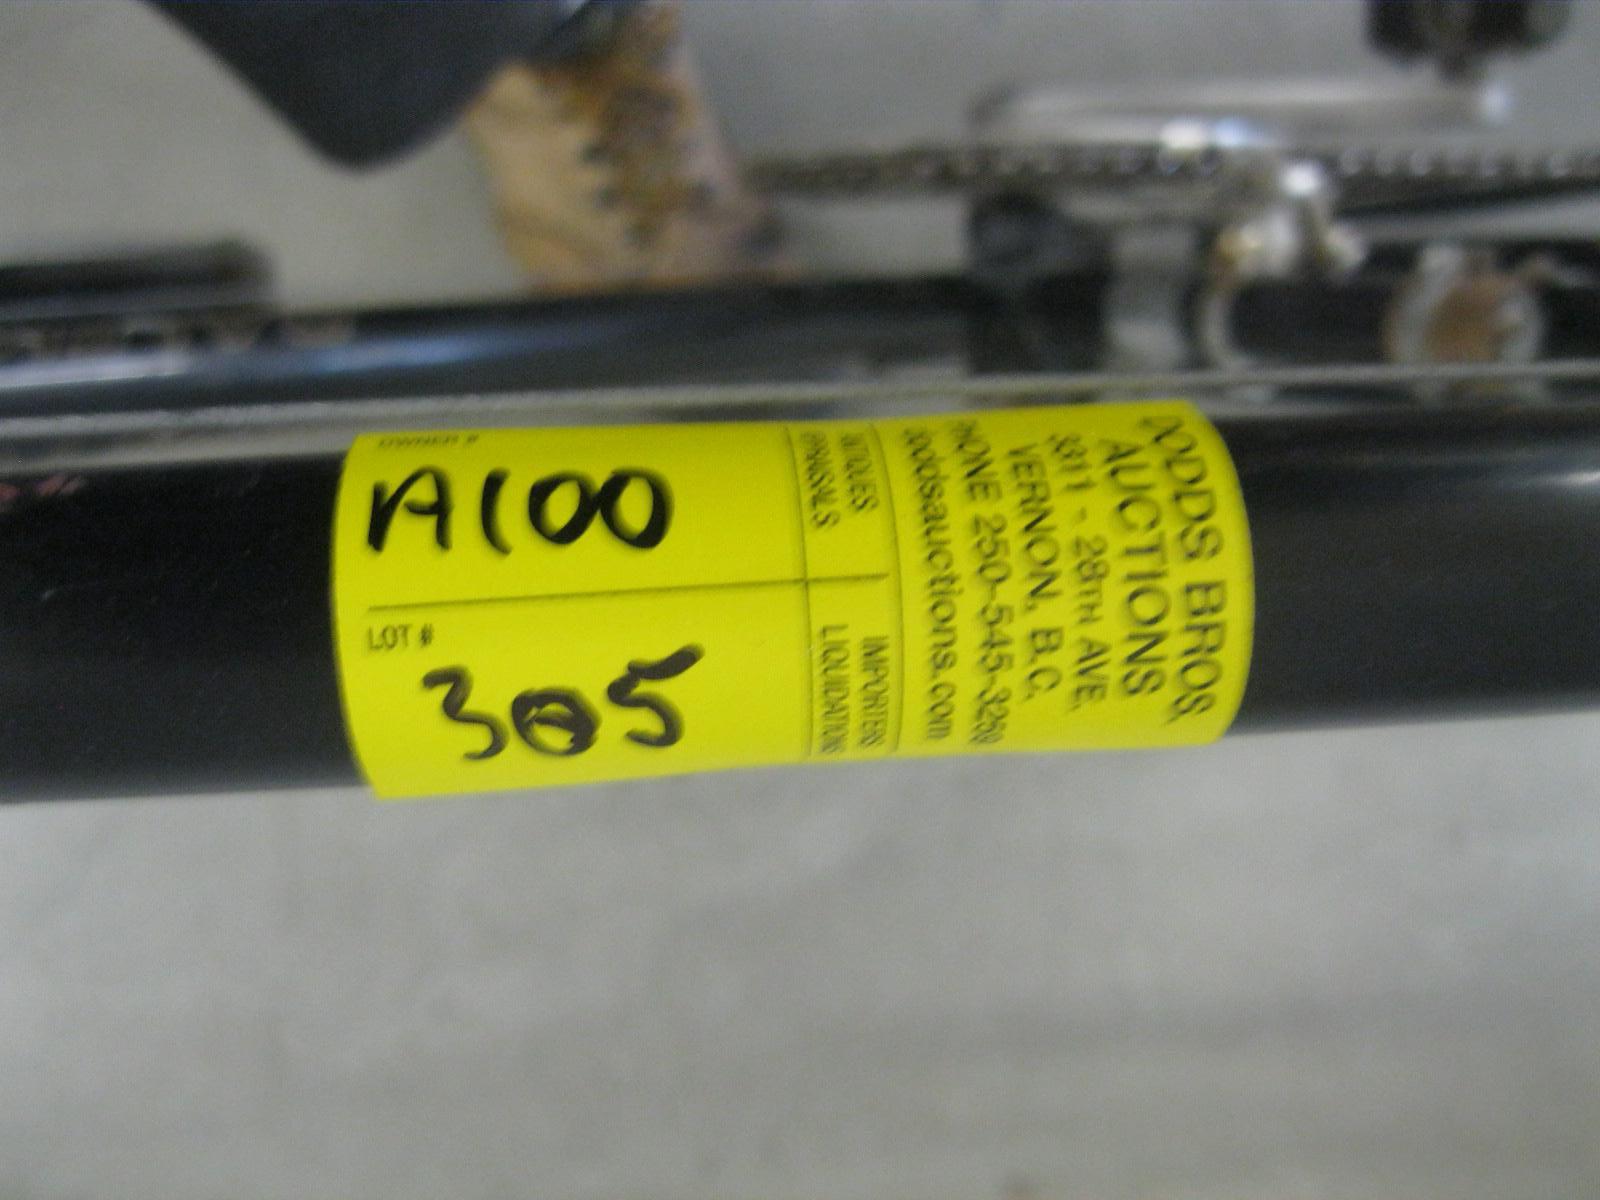 OWNER #
A100
LOT #
305
DODDS BROS.
AUCTIONS
3311 - 28TH AVE.
VERNON, B.C.
PHONE 250-545-3259
doddsauctions.com
ANTIQUES
APPRAISALS
IMPORTERS
LIQUIDATIONS